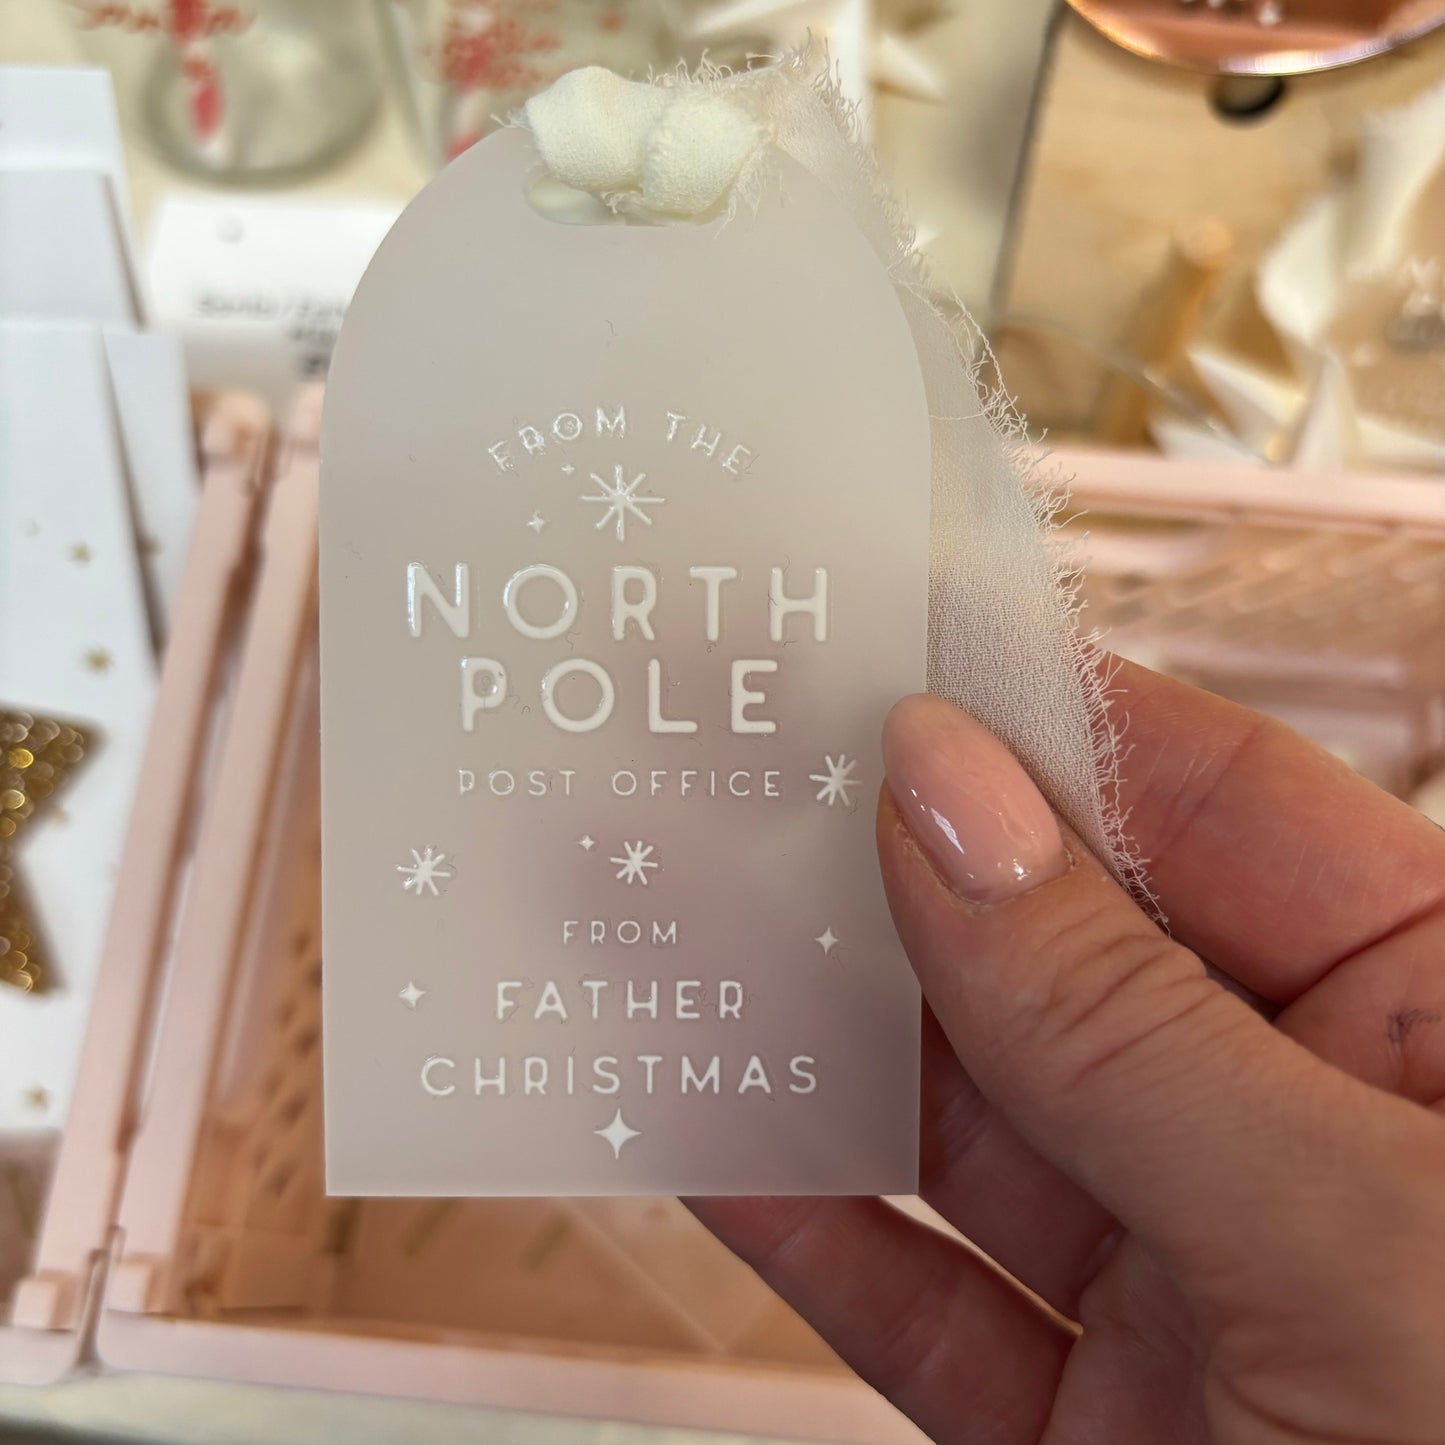 FROM THE
NORTH
POLE
POST OFFICE
FROM
FATHER
CHRISTMAS